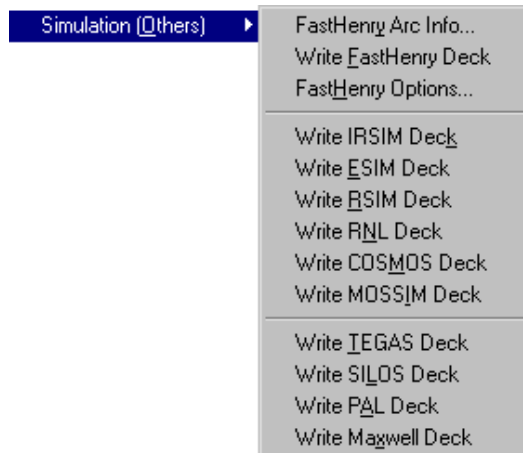 Simulation (Others)
FastHenry Arc Info...
Write FastHenry Deck
FastHenry Options...
Write IRSIM Deck
Write ESIM Deck
Write RSIM Deck
Write RNL Deck
Write COSMOS Deck
Write MOSSIM Deck
Write TEGAS Deck
Write SILOS Deck
Write PAL Deck
Write Maxwell Deck